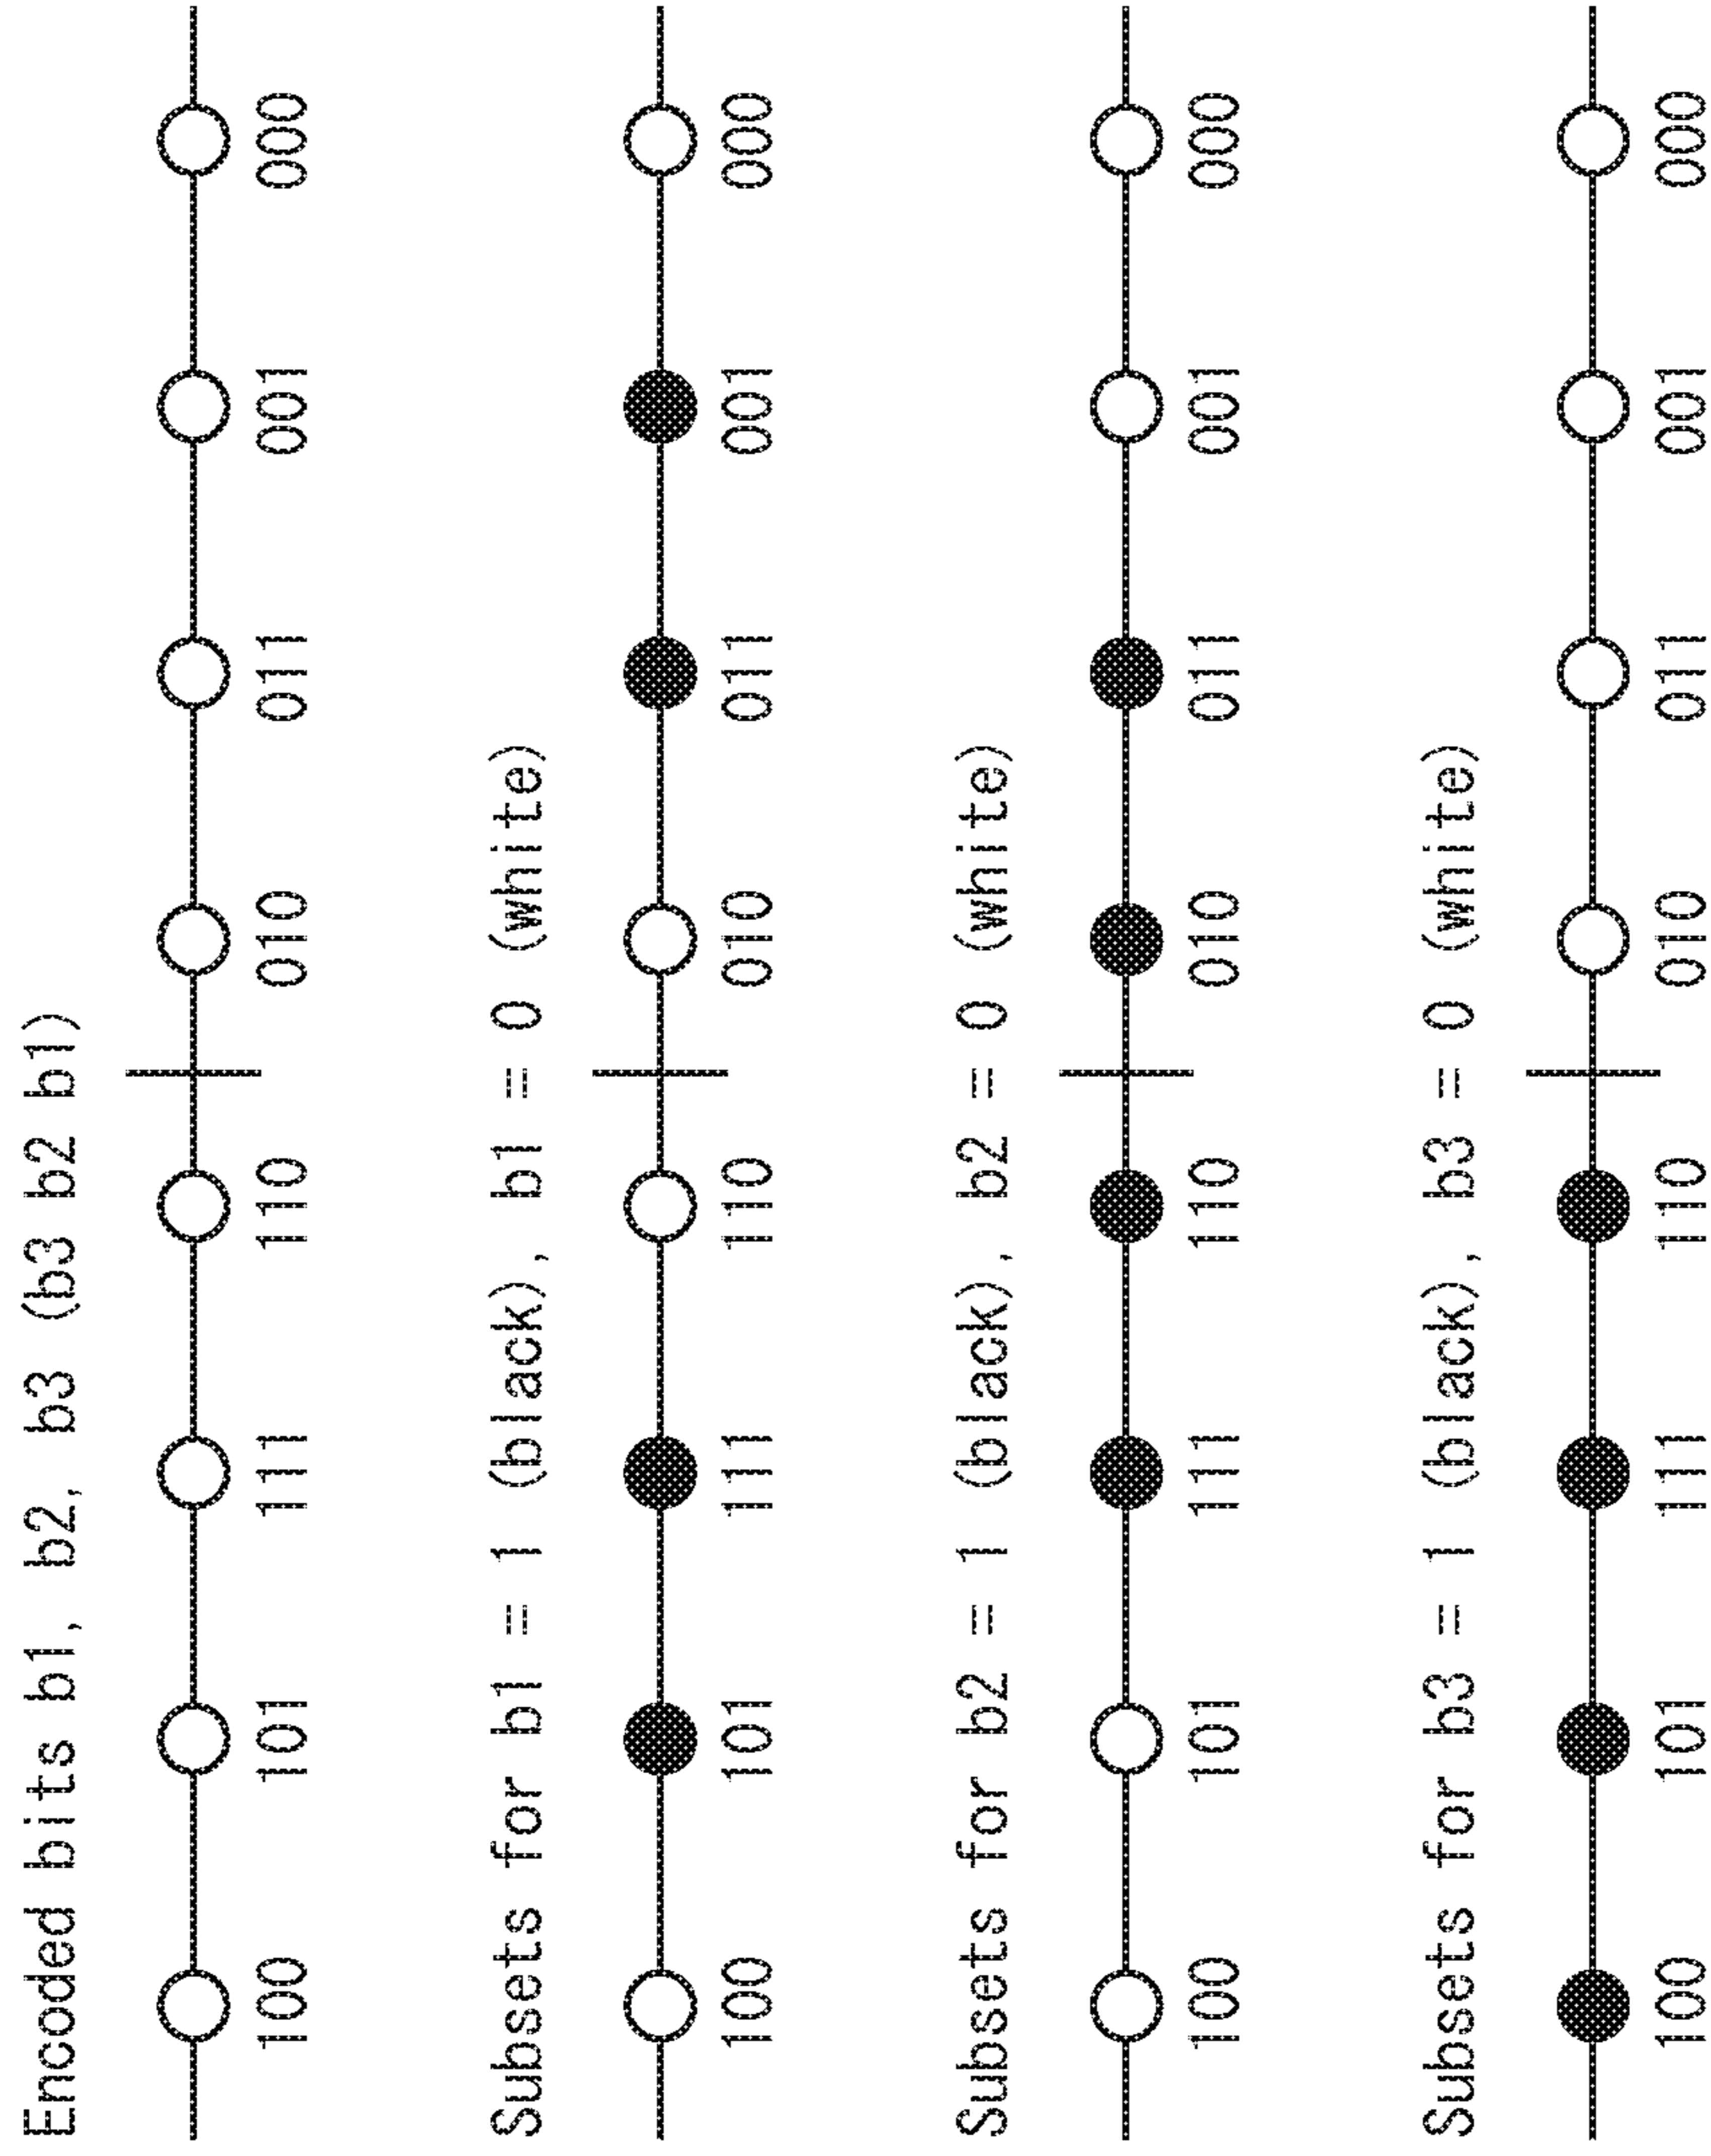 Encoded bits b1, b2, b3 (b3 b2 b1)
100 101 111 110 010 011 001 000
Subsets for b1 = 1 (black), b1 = 0 (white)
100 101 111 110 010 011 001 000
Subsets for b2 = 1 (black), b2 = 0 (white)
100 101 111 110 010 011 001 000
Subsets for b3 = 1 (black), b3 = 0 (white)
100 101 111 110 010 011 001 000